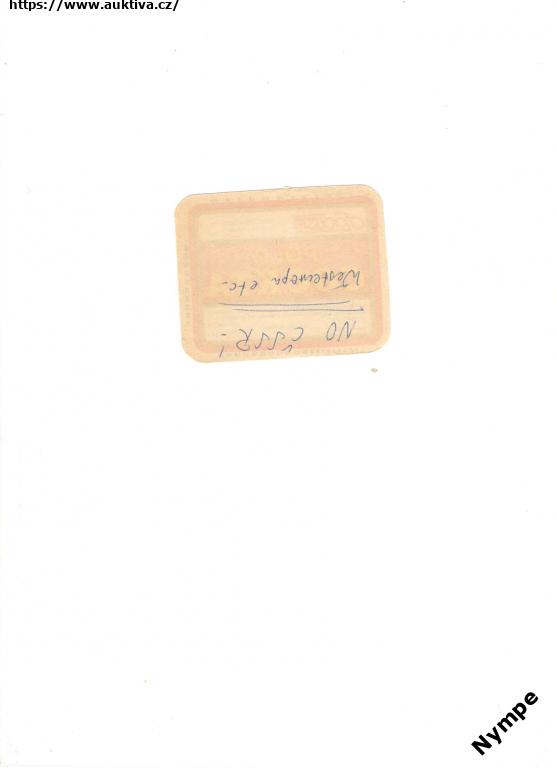 https://www.auktiva.cz/
NO ČSSR!
Westeuropa etc.
Nympe